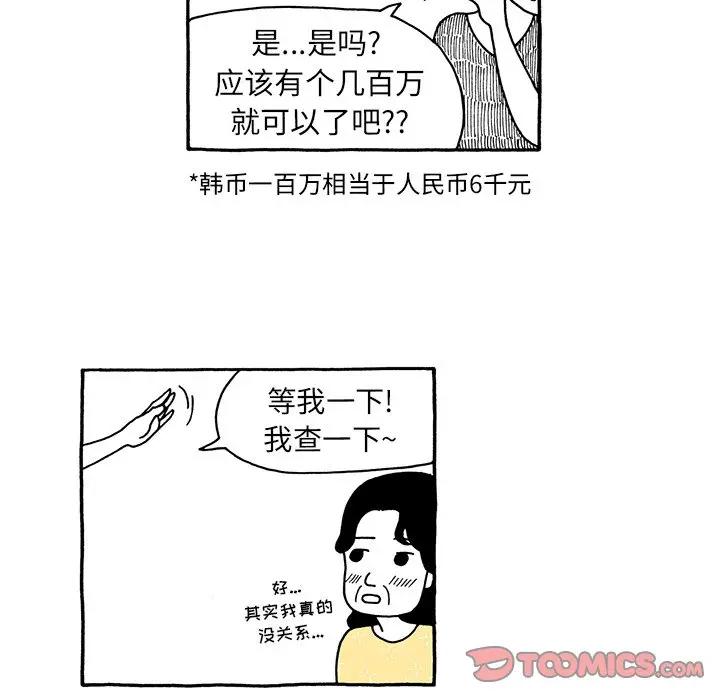 是...是吗?
应该有个几百万
就可以了吧??
*韩币一百万相当于人民币6千元
等我一下!
我查一下~
好...
其实我真的
没关系...
TOOMICS.COM